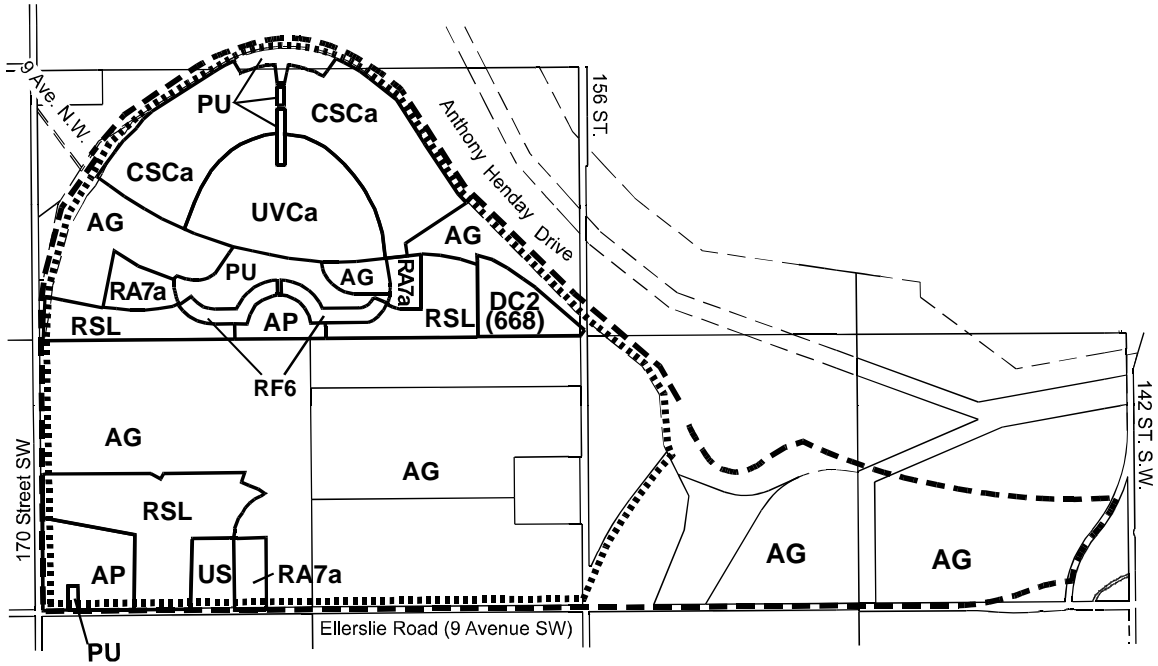 9 Ave. N.W.
156 ST.
PU
CSCa
Anthony Henday Drive
CSCa
UVCa
AG
AG
PU
AG
RA7a
RA7a
DC2
(668)
RSL
AP
RSL
RF6
142 ST. S.W.
AG
AG
170 Street SW
RSL
AG
AG
AP
US
RA7a
Ellerslie Road (9 Avenue SW)
PU